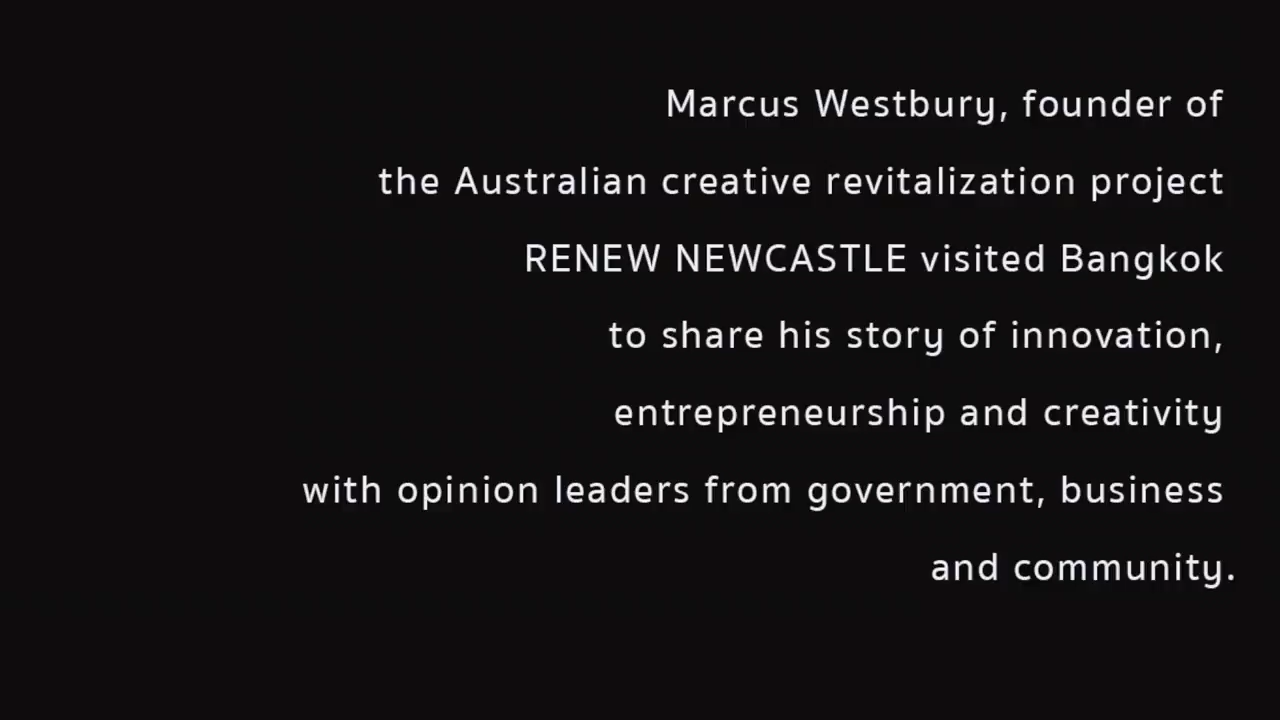 Marcus Westbury, founder of
the Australian creative revitalization project
RENEW NEWCASTLE visited Bangkok
to share his story of innovation,
entrepreneurship and creativity
with opinion leaders from government, business
and community.